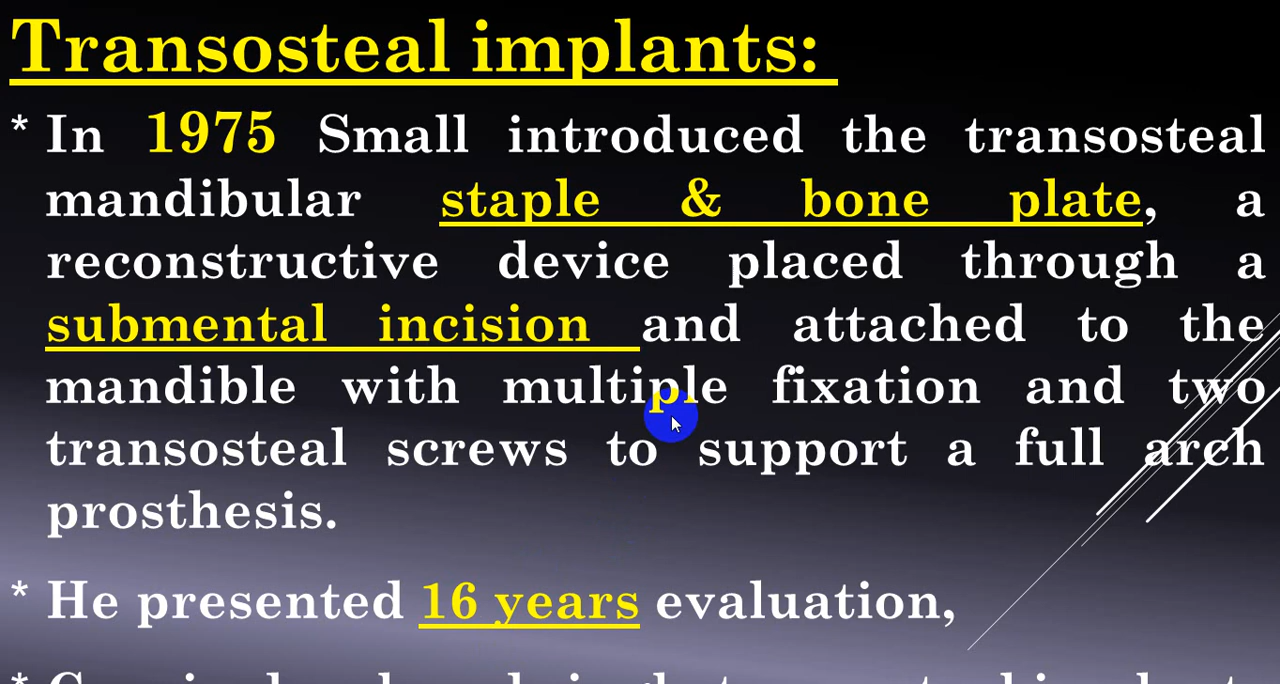 Transosteal implants:
* In 1975 Small introduced the transosteal
mandibular staple & bone plate, a
reconstructive device placed through a
submental incision and attached to the
mandible with multiple fixation and two
transosteal screws to support a full arch
prosthesis.
* He presented 16 years evaluation,